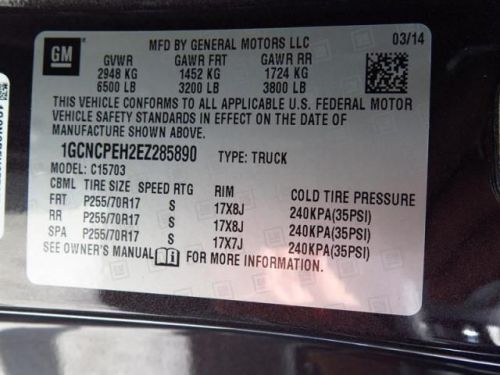 GM
MFD BY GENERAL MOTORS LLC 03/14
GVWR GAWR FRT GAWR RR
2948 KG 1452 KG 1724 KG
6500 LB 3200 LB 3800 LB
THIS VEHICLE CONFORMS TO ALL APPLICABLE U.S. FEDERAL MOTOR
VEHICLE SAFETY STANDARDS IN EFFECT ON THE DATE OF
MANUFACTURE SHOWN ABOVE.
1GCNCPEH2EZ285890 TYPE: TRUCK
MODEL: C15703
CBML TIRE SIZE SPEED RTG RIM COLD TIRE PRESSURE
FRT P255/70R17 S 17X8J 240KPA(35PSI)
RR P255/70R17 S 17X8J 240KPA(35PSI)
SPA P255/70R17 S 17X7J 240KPA(35PSI)
SEE OWNER'S MANUAL FOR MORE INFORMATION.